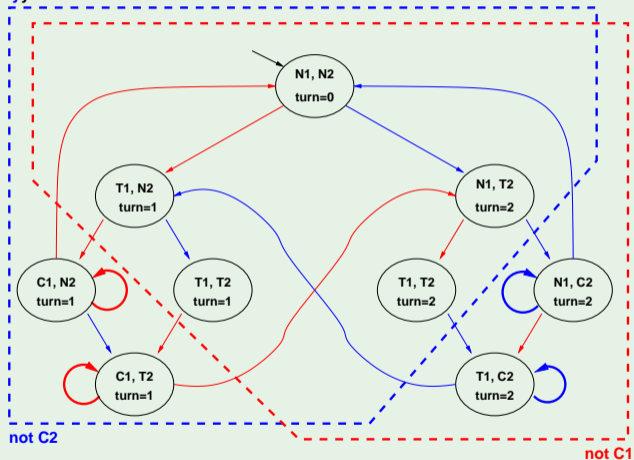 N1, N2
turn=0
T1, N2
turn=1
N1, T2
turn=2
C1, N2
turn=1
T1, T2
turn=1
T1, T2
turn=2
N1, C2
turn=2
C1, T2
turn=1
T1, C2
turn=2
not C2
not C1